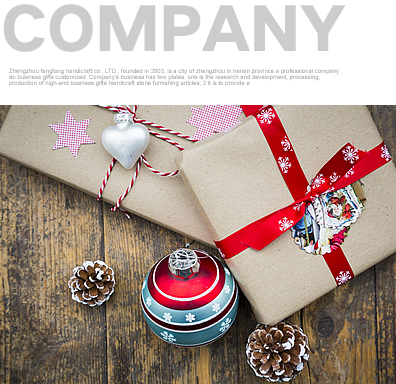 COMPANY
Zhengzhou fangfang handicraft co., LTD., founded in 2003, is a city of zhengzhou in henan province a professional company
do business gifts customized. Company's business has two plates, one is the research and development, processing,
production of high-end business gifts handicraft stone furnishing articles; 2 it is to provide e